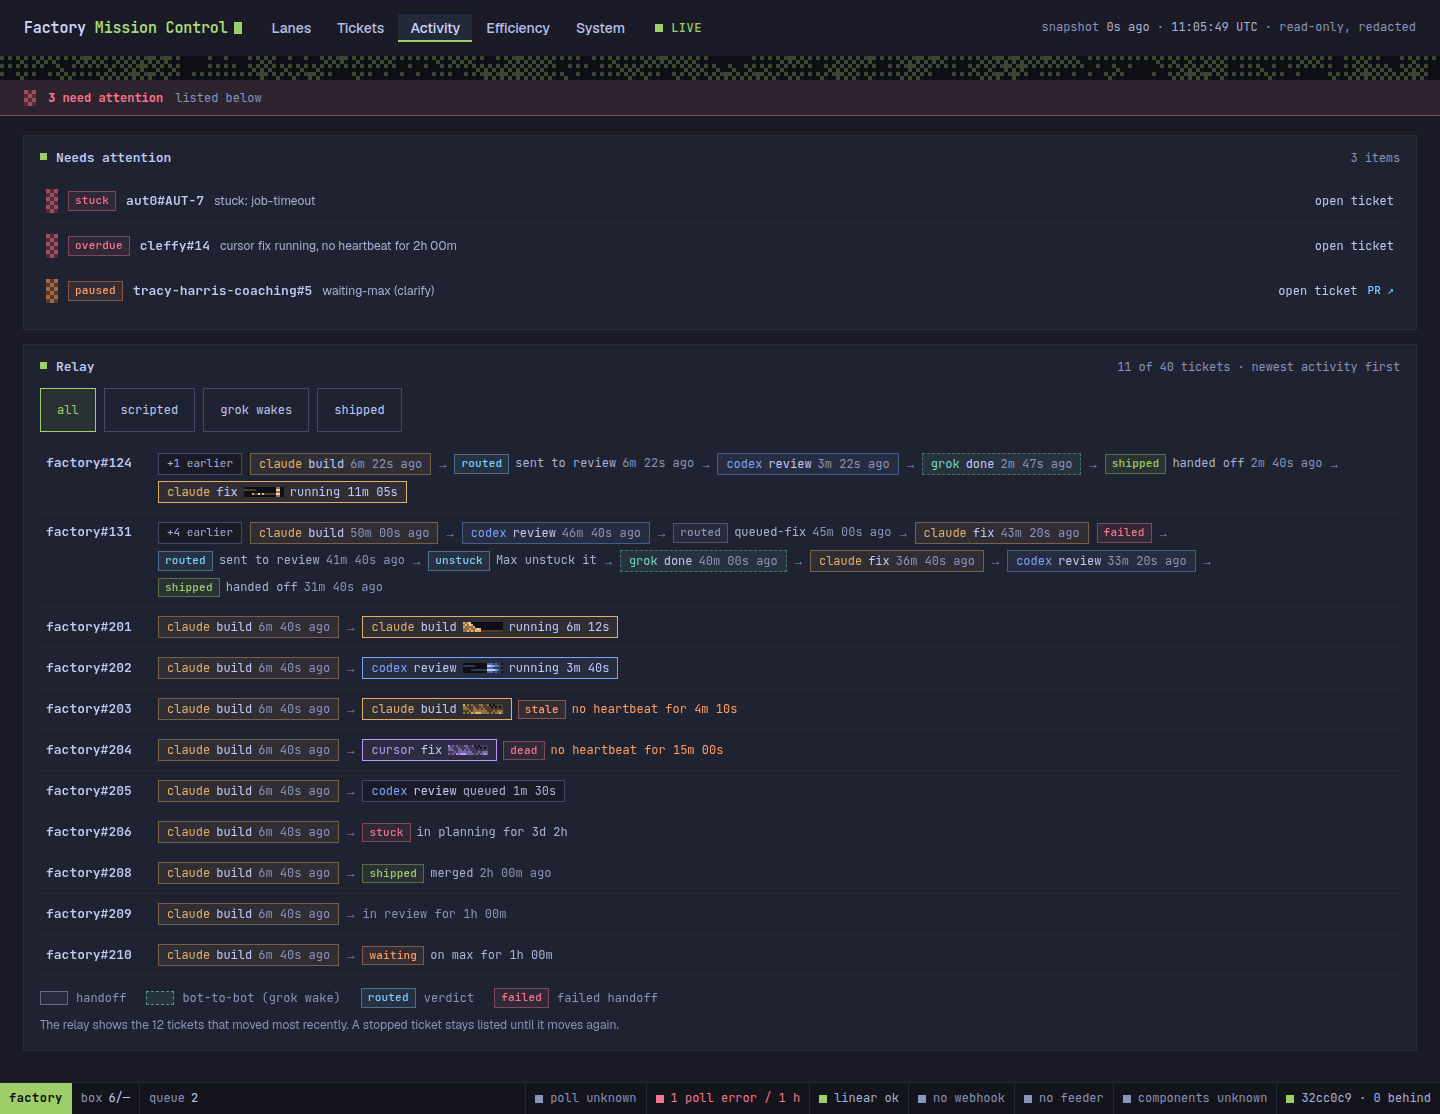 Factory Mission Control Lanes Tickets Activity Efficiency System LIVE snapshot 0s ago · 11:05:49 UTC · read-only, redacted
3 need attention listed below
Needs attention 3 items
stuck aut0#AUT-7 stuck: job-timeout open ticket
overdue cleffy#14 cursor fix running, no heartbeat for 2h 00m open ticket
paused tracy-harris-coaching#5 waiting-max (clarify) open ticket PR ↗
Relay 11 of 40 tickets · newest activity first
all scripted grok wakes shipped
factory#124 +1 earlier claude build 6m 22s ago → routed sent to review 6m 22s ago → codex review 3m 22s ago → grok done 2m 47s ago → shipped handed off 2m 40s ago →
claude fix running 11m 05s
factory#131 +4 earlier claude build 50m 00s ago → codex review 46m 40s ago → routed queued-fix 45m 00s ago → claude fix 43m 20s ago failed →
routed sent to review 41m 40s ago → unstuck Max unstuck it → grok done 40m 00s ago → claude fix 36m 40s ago → codex review 33m 20s ago →
shipped handed off 31m 40s ago
factory#201 claude build 6m 40s ago → claude build running 6m 12s
factory#202 claude build 6m 40s ago → codex review running 3m 40s
factory#203 claude build 6m 40s ago → claude build stale no heartbeat for 4m 10s
factory#204 claude build 6m 40s ago → cursor fix dead no heartbeat for 15m 00s
factory#205 claude build 6m 40s ago → codex review queued 1m 30s
factory#206 claude build 6m 40s ago → stuck in planning for 3d 2h
factory#208 claude build 6m 40s ago → shipped merged 2h 00m ago
factory#209 claude build 6m 40s ago → in review for 1h 00m
factory#210 claude build 6m 40s ago → waiting on max for 1h 00m
handoff bot-to-bot (grok wake) routed verdict failed failed handoff
The relay shows the 12 tickets that moved most recently. A stopped ticket stays listed until it moves again.
factory box 6/— queue 2 poll unknown 1 poll error / 1 h linear ok no webhook no feeder components unknown 32cc0c9 · 0 behind